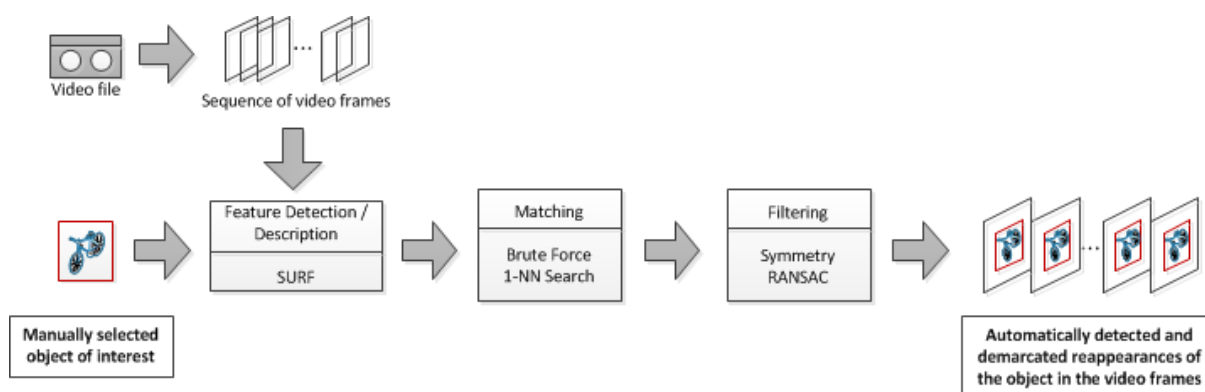 Video file
Sequence of video frames
...
Feature Detection /
Description
SURF
Matching
Brute Force
1-NN Search
Filtering
Symmetry
RANSAC
...
Manually selected
object of interest
Automatically detected and
demarcated reappearances of
the object in the video frames